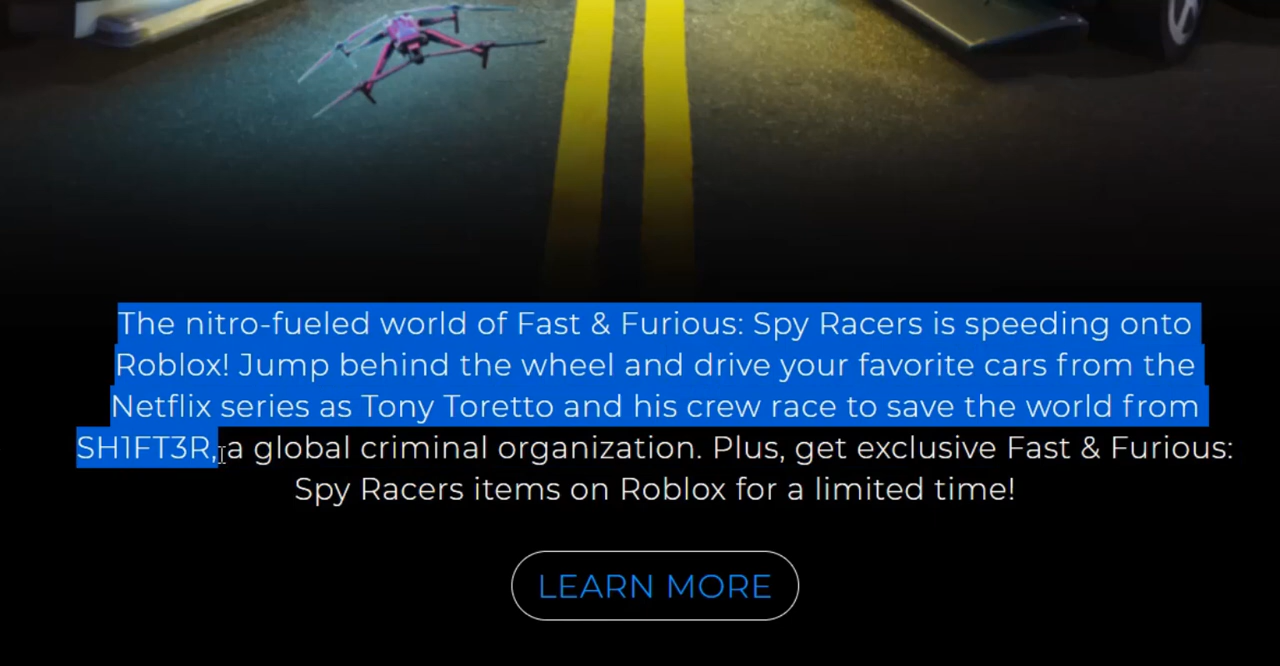 The nitro-fueled world of Fast & Furious: Spy Racers is speeding onto
Roblox! Jump behind the wheel and drive your favorite cars from the
Netflix series as Tony Toretto and his crew race to save the world from
SH1FT3R, a global criminal organization. Plus, get exclusive Fast & Furious:
Spy Racers items on Roblox for a limited time!
LEARN MORE